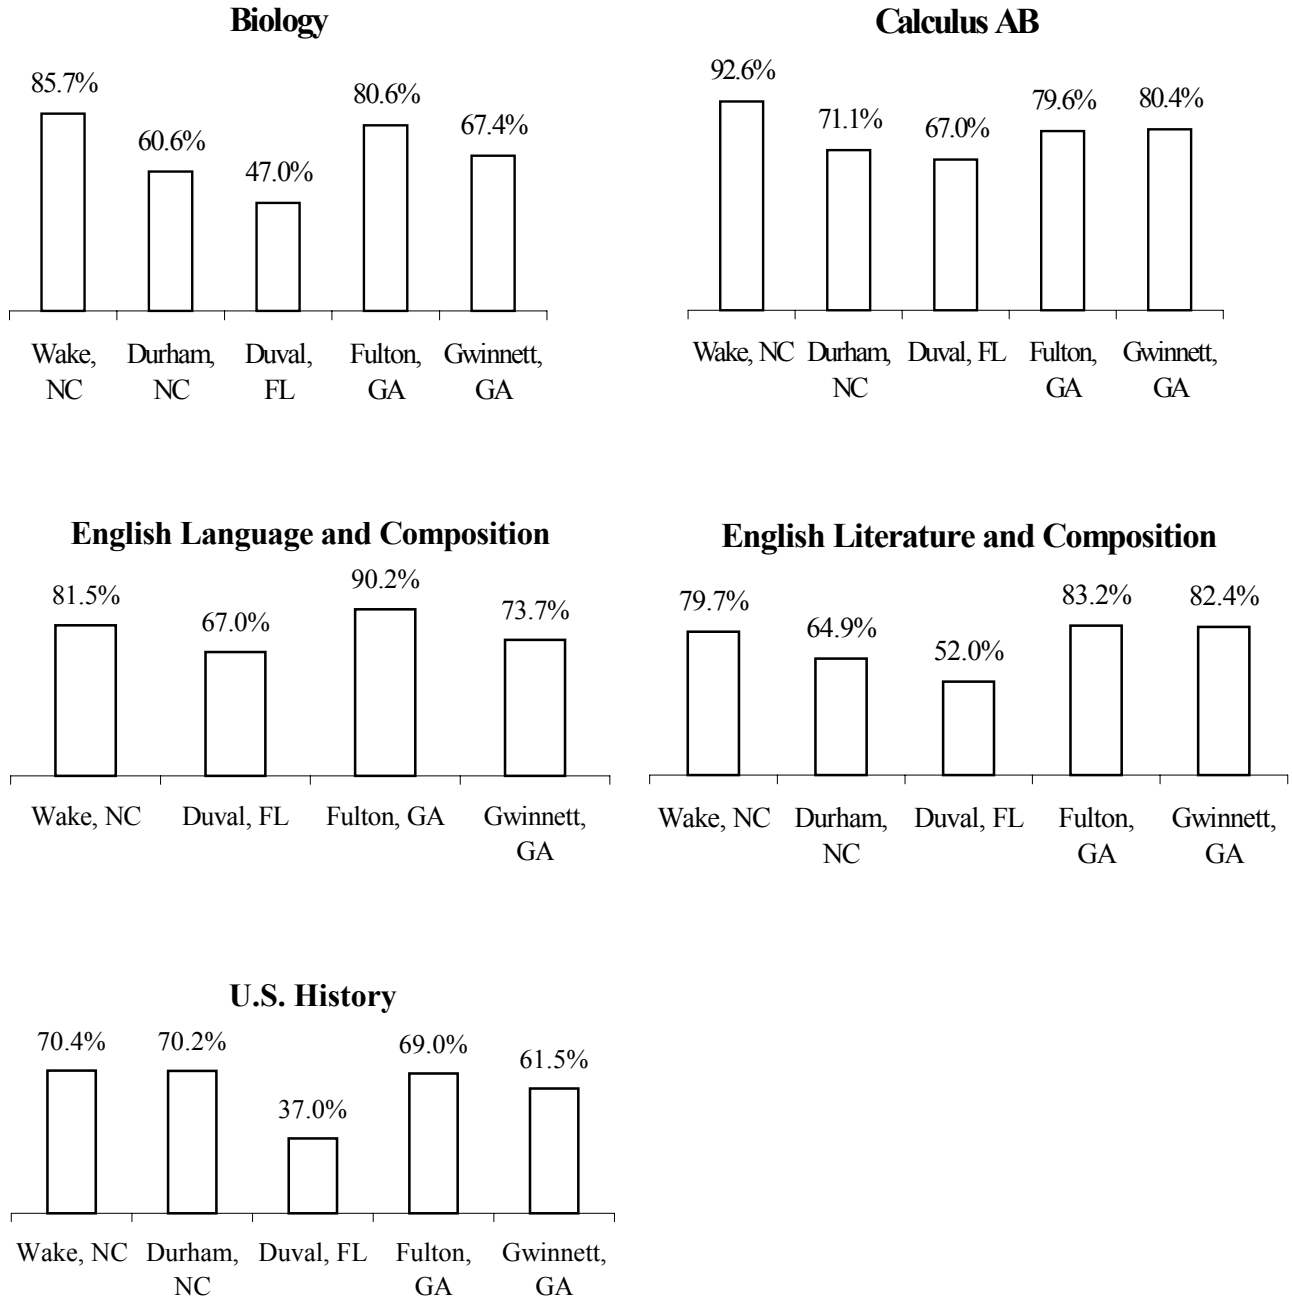 Biology
85.7%
60.6%
47.0%
80.6%
67.4%
Wake,
NC
Durham,
NC
Duval,
FL
Fulton,
GA
Gwinnett,
GA
Calculus AB
92.6%
71.1%
67.0%
79.6%
80.4%
Wake, NC
Durham,
NC
Duval, FL
Fulton,
GA
Gwinnett,
GA
English Language and Composition
81.5%
67.0%
90.2%
73.7%
Wake, NC
Duval, FL
Fulton, GA
Gwinnett,
GA
English Literature and Composition
79.7%
64.9%
52.0%
83.2%
82.4%
Wake, NC
Durham,
NC
Duval, FL
Fulton,
GA
Gwinnett,
GA
U.S. History
70.4%
70.2%
37.0%
69.0%
61.5%
Wake, NC
Durham,
NC
Duval, FL
Fulton,
GA
Gwinnett,
GA